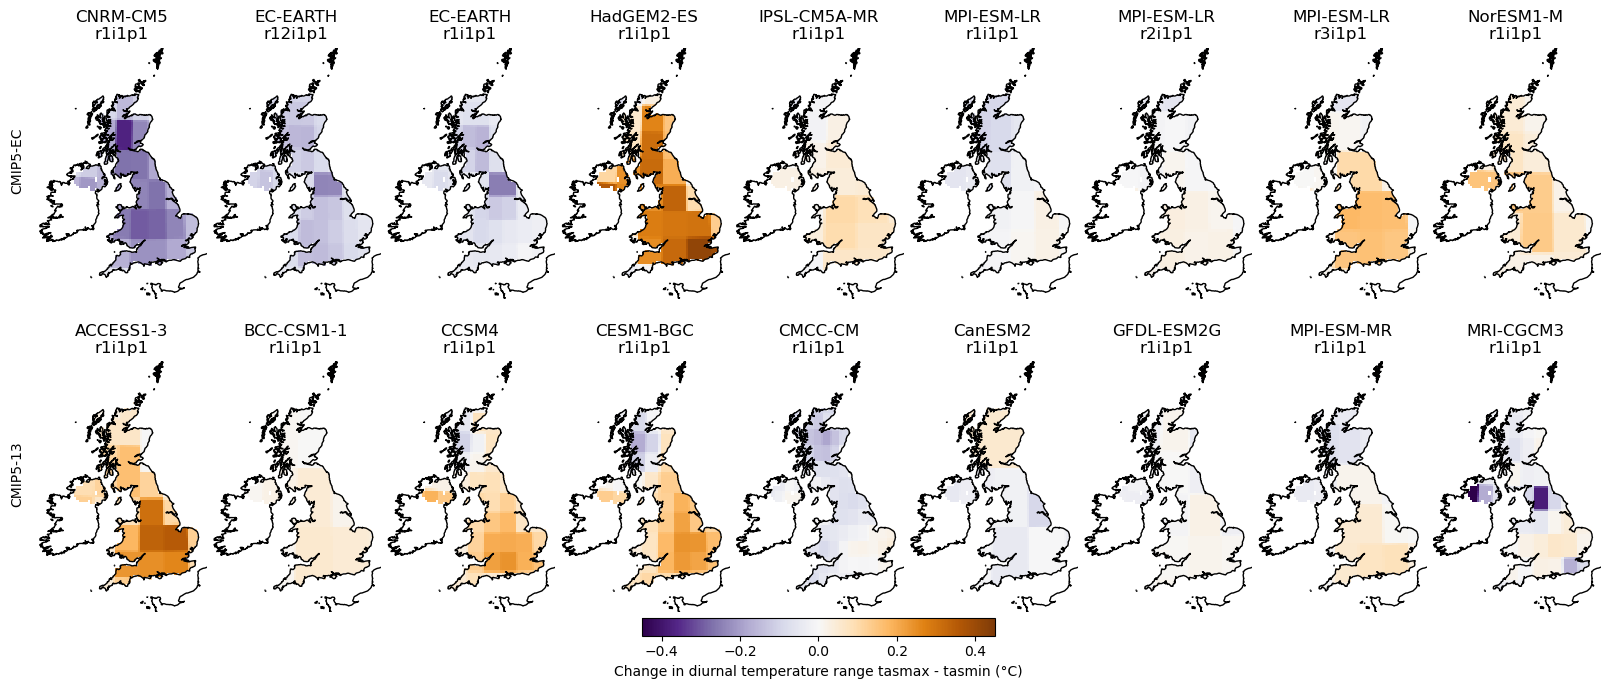 CNRM-CM5 EC-EARTH EC-EARTH HadGEM2-ES IPSL-CM5A-MR MPI-ESM-LR MPI-ESM-LR MPI-ESM-LR NorESM1-M
r1i1p1 r12i1p1 r1i1p1 r1i1p1 r1i1p1 r1i1p1 r2i1p1 r3i1p1 r1i1p1
CMIP5-EC
ACCESS1-3 BCC-CSM1-1 CCSM4 CESM1-BGC CMCC-CM CanESM2 GFDL-ESM2G MPI-ESM-MR MRI-CGCM3
r1i1p1 r1i1p1 r1i1p1 r1i1p1 r1i1p1 r1i1p1 r1i1p1 r1i1p1 r1i1p1
CMIP5-13
−0.4 −0.2 0.0 0.2 0.4
Change in diurnal temperature range tasmax - tasmin (°C)